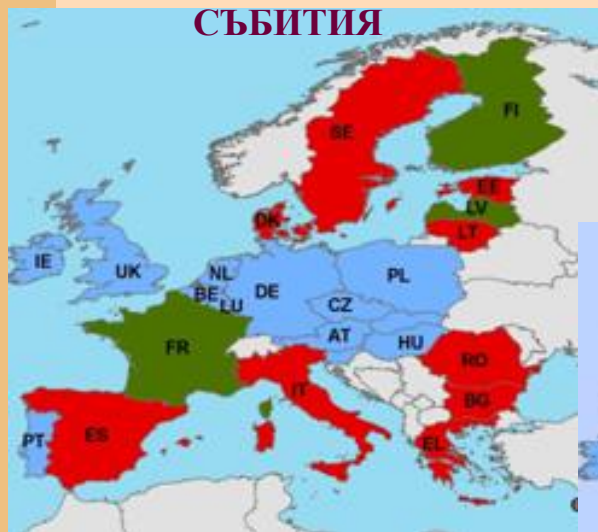 СЪБИТИЯ
FI
SE
EE
LV
DK
LT
IE
UK
NL
PL
BE
DE
LU
CZ
AT
HU
FR
RO
IT
BG
PT
ES
EL